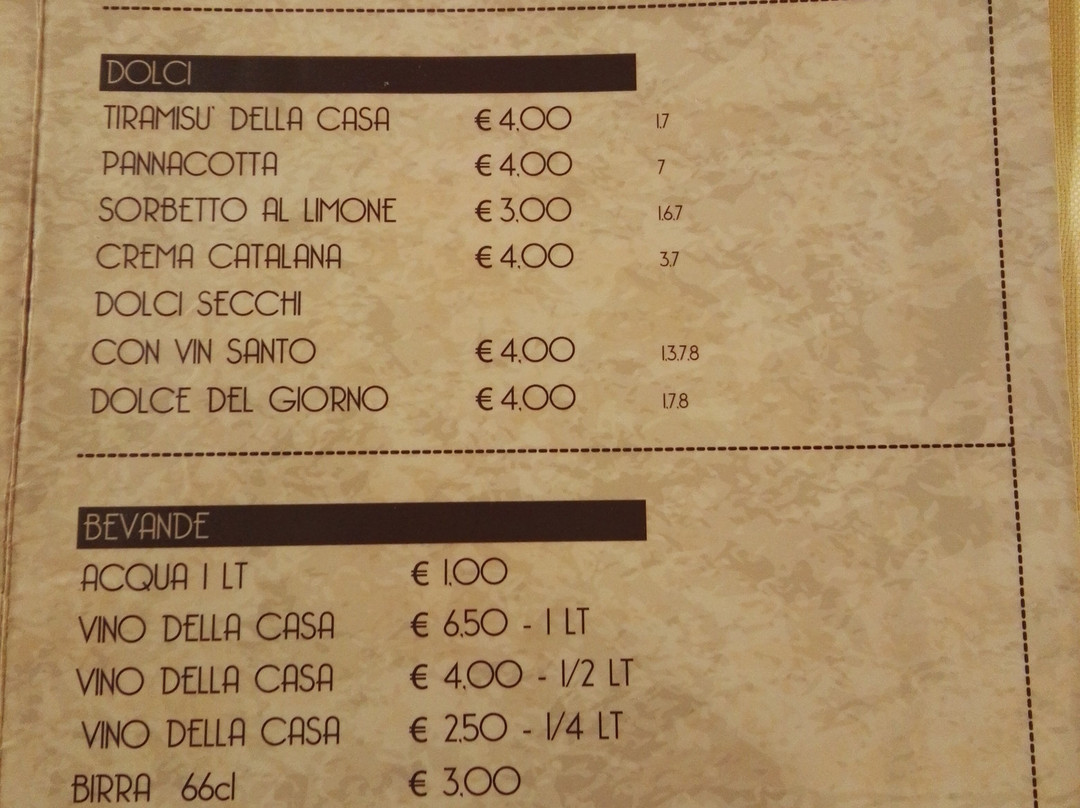 DOLCI
TIRAMISU' DELLA CASA € 4,00 1,7
PANNACOTTA € 4,00 7
SORBETTO AL LIMONE € 3,00 1,6,7
CREMA CATALANA € 4,00 3,7
DOLCI SECCHI
CON VIN SANTO € 4,00 1,3,7,8
DOLCE DEL GIORNO € 4,00 1,7,8
BEVANDE
ACQUA 1 LT € 1,00
VINO DELLA CASA € 6,50 - 1 LT
VINO DELLA CASA € 4,00 - 1/2 LT
VINO DELLA CASA € 2,50 - 1/4 LT
BIRRA 66cl € 3,00